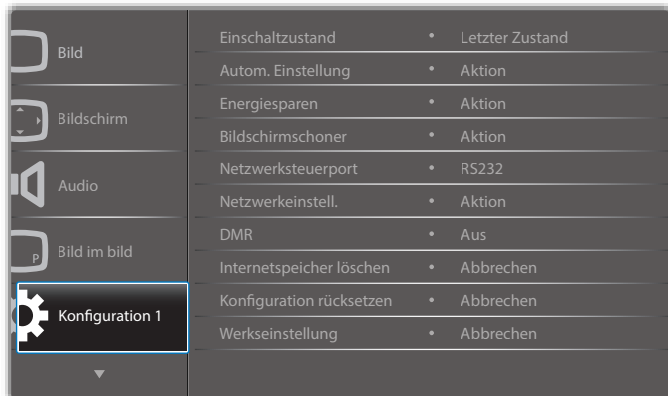 Bild
Bildschirm
Audio
P
Bild im bild
Konfiguration 1
Einschaltzustand • Letzter Zustand
Autom. Einstellung • Aktion
Energiesparen • Aktion
Bildschirmschoner • Aktion
Netzwerksteuerport • RS232
Netzwerkeinstell. • Aktion
DMR • Aus
Internetspeicher löschen • Abbrechen
Konfiguration rücksetzen • Abbrechen
Werkseinstellung • Abbrechen